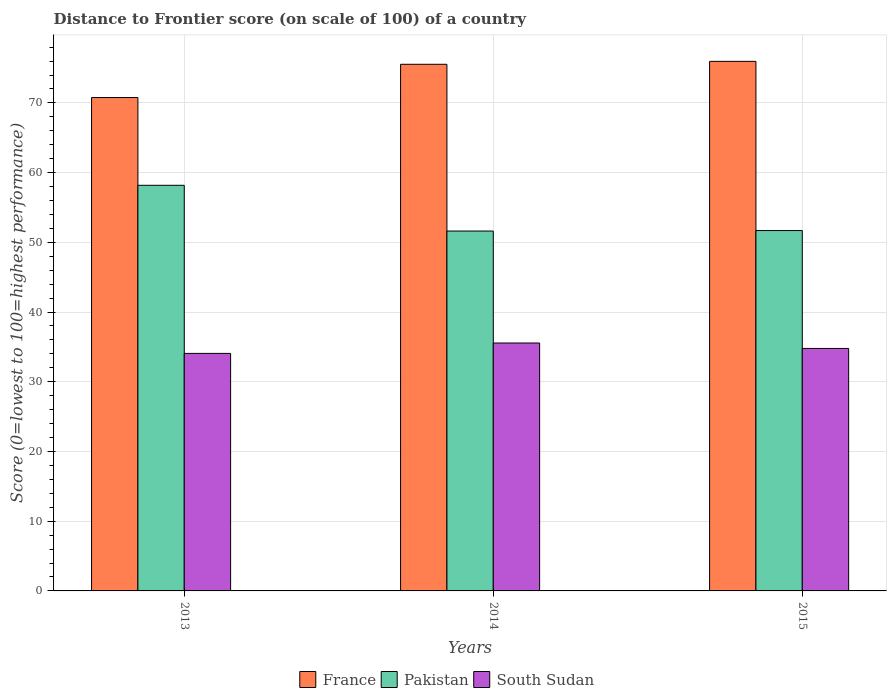 Distance to Frontier score (on scale of 100) of a country
Score (0=lowest to 100=highest performance)
70
60
50
40
30
20
10
0
2013
2014
2015
Years
France
Pakistan
South Sudan